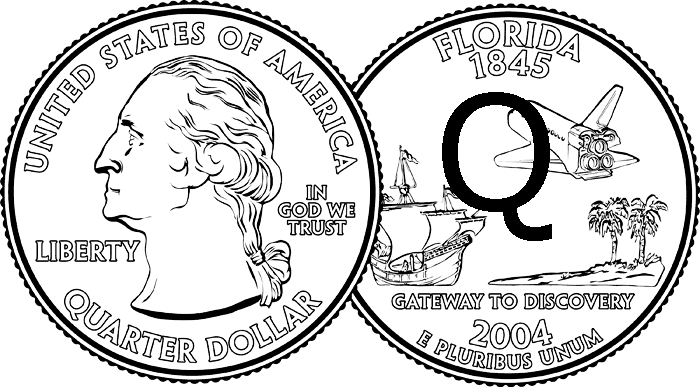 UNITED STATES OF AMERICA
IN
GOD WE
TRUST
LIBERTY
QUARTER DOLLAR
FLORIDA
1845
Q
GATEWAY TO DISCOVERY
2004
E PLURIBUS UNUM